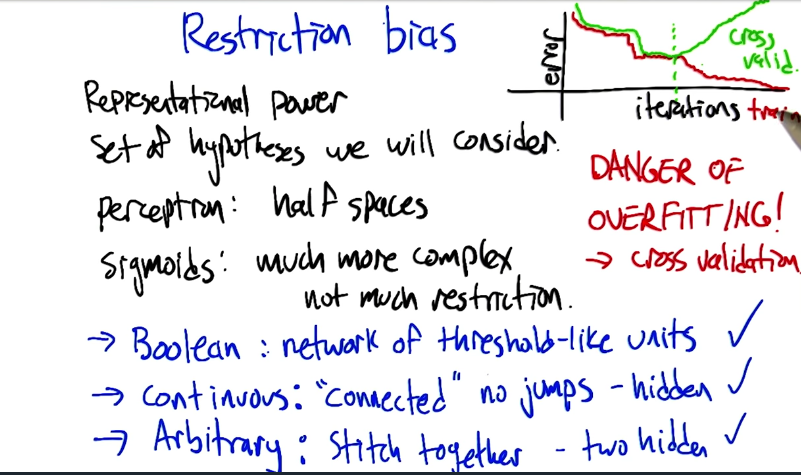 Restriction bias
Representational power
set of hypotheses we will consider.
perceptron: half spaces
sigmoids: much more complex
not much restriction.
→ Boolean : network of threshold-like units ✓
→ continuous: "connected" no jumps - hidden ✓
→ Arbitrary : stitch together - two hidden ✓
error
cross
valid.
iterations train
DANGER OF
OVERFITTING!
→ cross validation